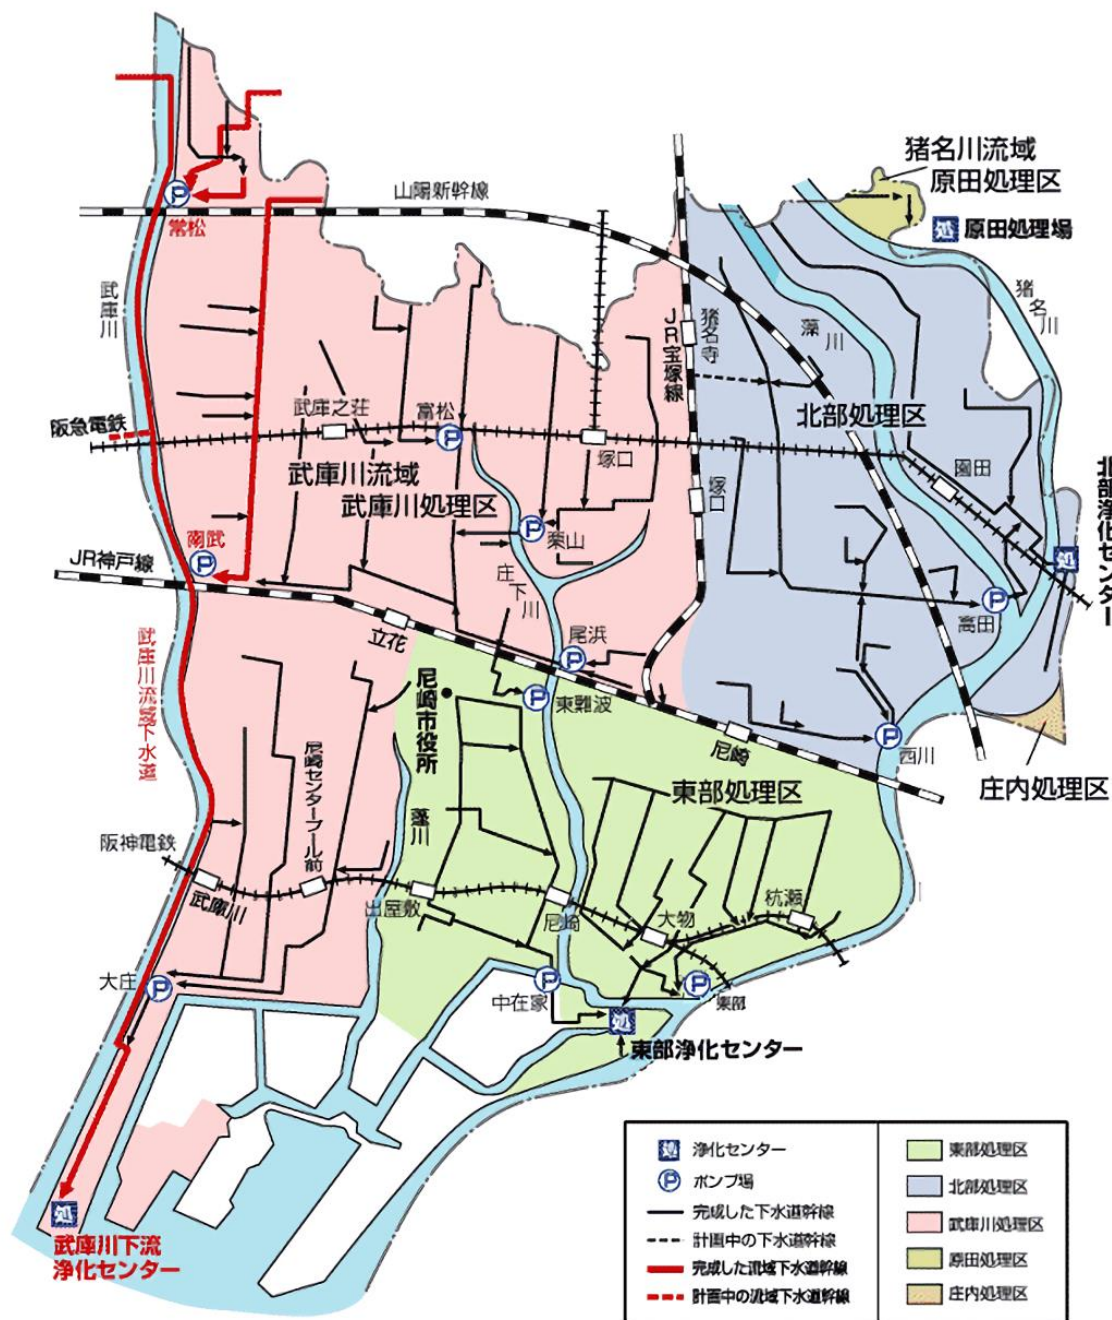 猪名川流域
原田処理区
処 原田処理場
山陽新幹線
P
常松
武庫川
猪名川
藻川
JR宝塚線
猪名寺
北部処理区
阪急電鉄
武庫之荘
富松
P
塚口
塚口
園田
武庫川流域
武庫川処理区
北部浄化センター
処
南武
P
P
栗山
JR神戸線
庄下川
P
高田
立花
尾浜
P
武庫川流域下水道
尼崎市役所
P
東難波
尼崎
P
西川
庄内処理区
東部処理区
尼崎センタープール前
蓬川
阪神電鉄
武庫川
出屋敷
尼崎
大物
杭瀬
川
大庄
P
P
中在家
P
東部
処
東部浄化センター
処
武庫川下流
浄化センター
処 浄化センター
P ポンプ場
完成した下水道幹線
計画中の下水道幹線
完成した流域下水道幹線
計画中の流域下水道幹線
東部処理区
北部処理区
武庫川処理区
原田処理区
庄内処理区